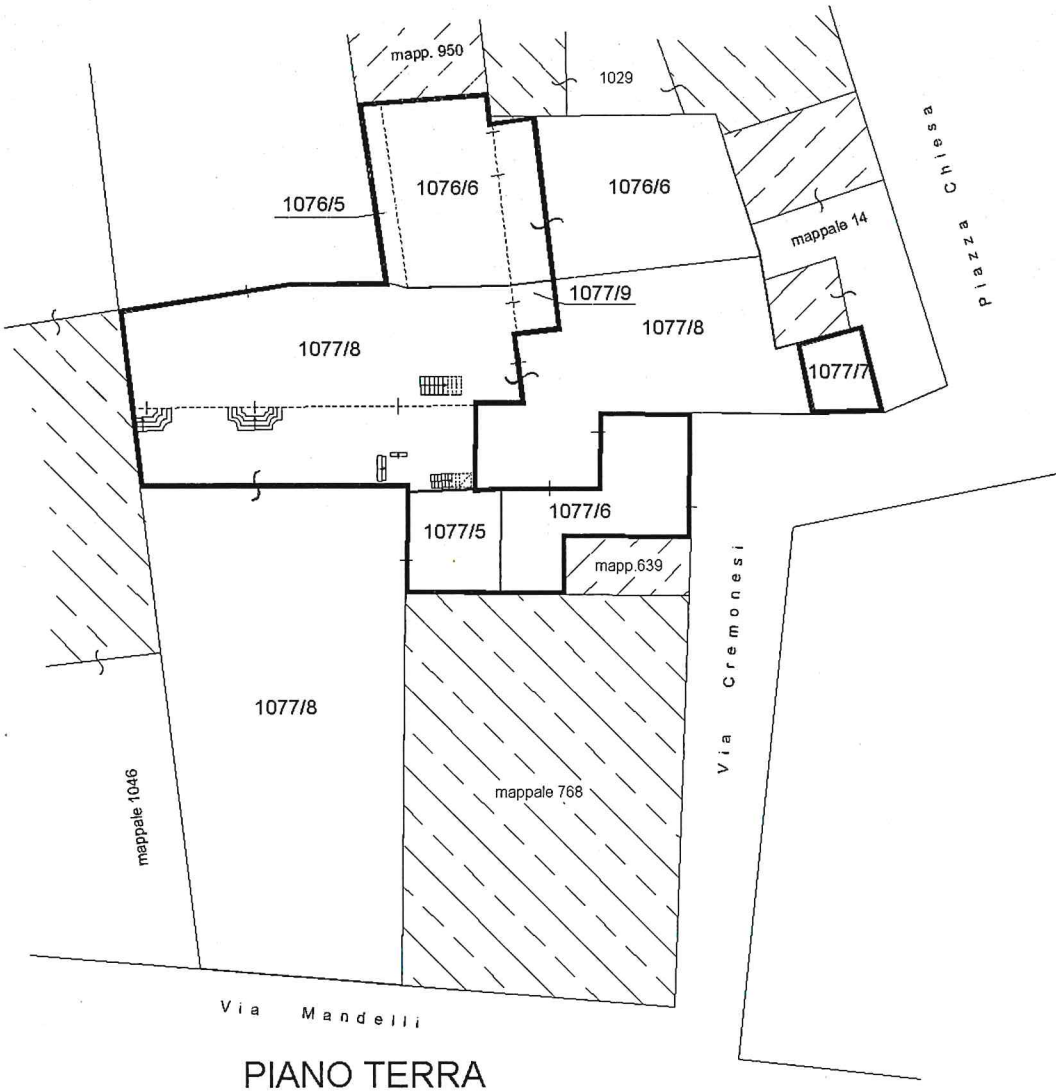 mapp. 950
1029
Piazza Chiesa
1076/6
1076/6
1076/5
mappale 14
1077/9
1077/8
1077/8
1077/7
1077/6
1077/5
mapp.639
Via Cremonesi
1077/8
mappale 768
mappale 1046
Via Mandelli
PIANO TERRA